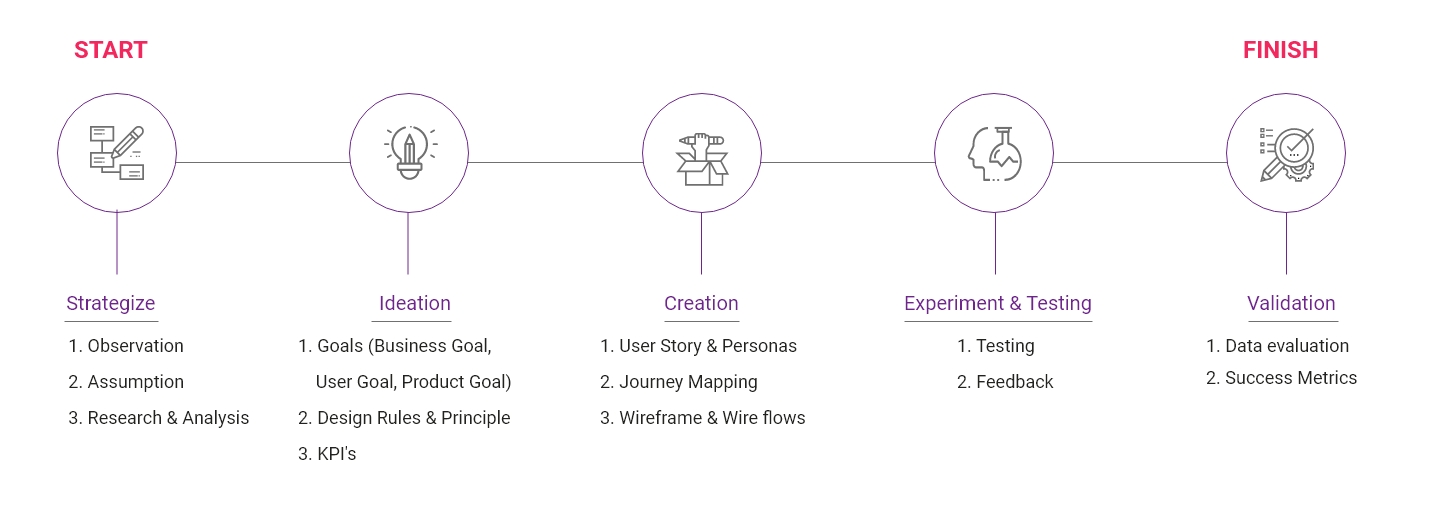 START
FINISH
Strategize
1. Observation
2. Assumption
3. Research & Analysis
Ideation
1. Goals (Business Goal,
User Goal, Product Goal)
2. Design Rules & Principle
3. KPI's
Creation
1. User Story & Personas
2. Journey Mapping
3. Wireframe & Wire flows
Experiment & Testing
1. Testing
2. Feedback
Validation
1. Data evaluation
2. Success Metrics